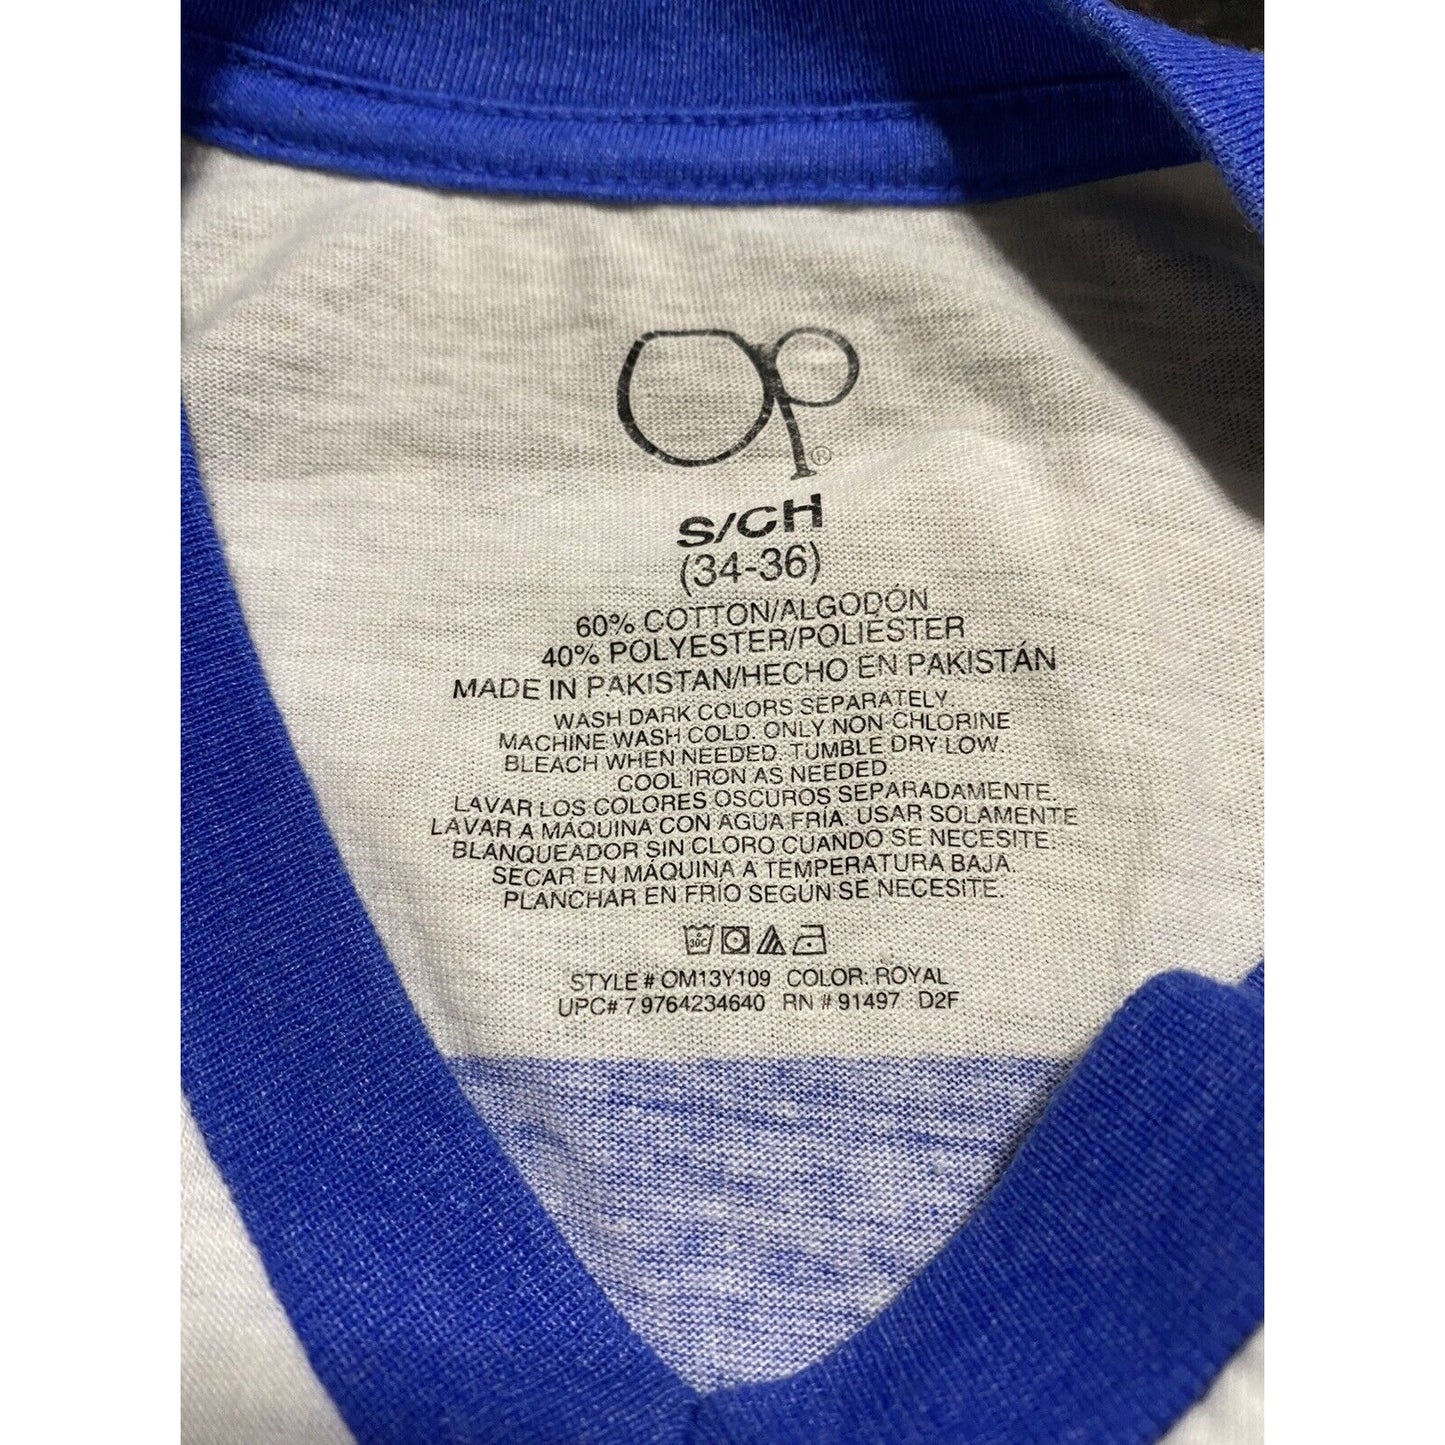 op®
S/CH
(34-36)
60% COTTON/ALGODÓN
40% POLYESTER/POLIÉSTER
MADE IN PAKISTAN/HECHO EN PAKISTÁN
WASH DARK COLORS SEPARATELY.
MACHINE WASH COLD. ONLY NON CHLORINE
BLEACH WHEN NEEDED. TUMBLE DRY LOW.
COOL IRON AS NEEDED.
LAVAR LOS COLORES OSCUROS SEPARADAMENTE.
LAVAR A MÁQUINA CON AGUA FRÍA. USAR SOLAMENTE
BLANQUEADOR SIN CLORO CUANDO SE NECESITE.
SECAR EN MÁQUINA A TEMPERATURA BAJA.
PLANCHAR EN FRÍO SEGÚN SE NECESITE.
30C
STYLE # OM13Y109 COLOR: ROYAL
UPC# 7 9764234640 RN # 91497 D2F